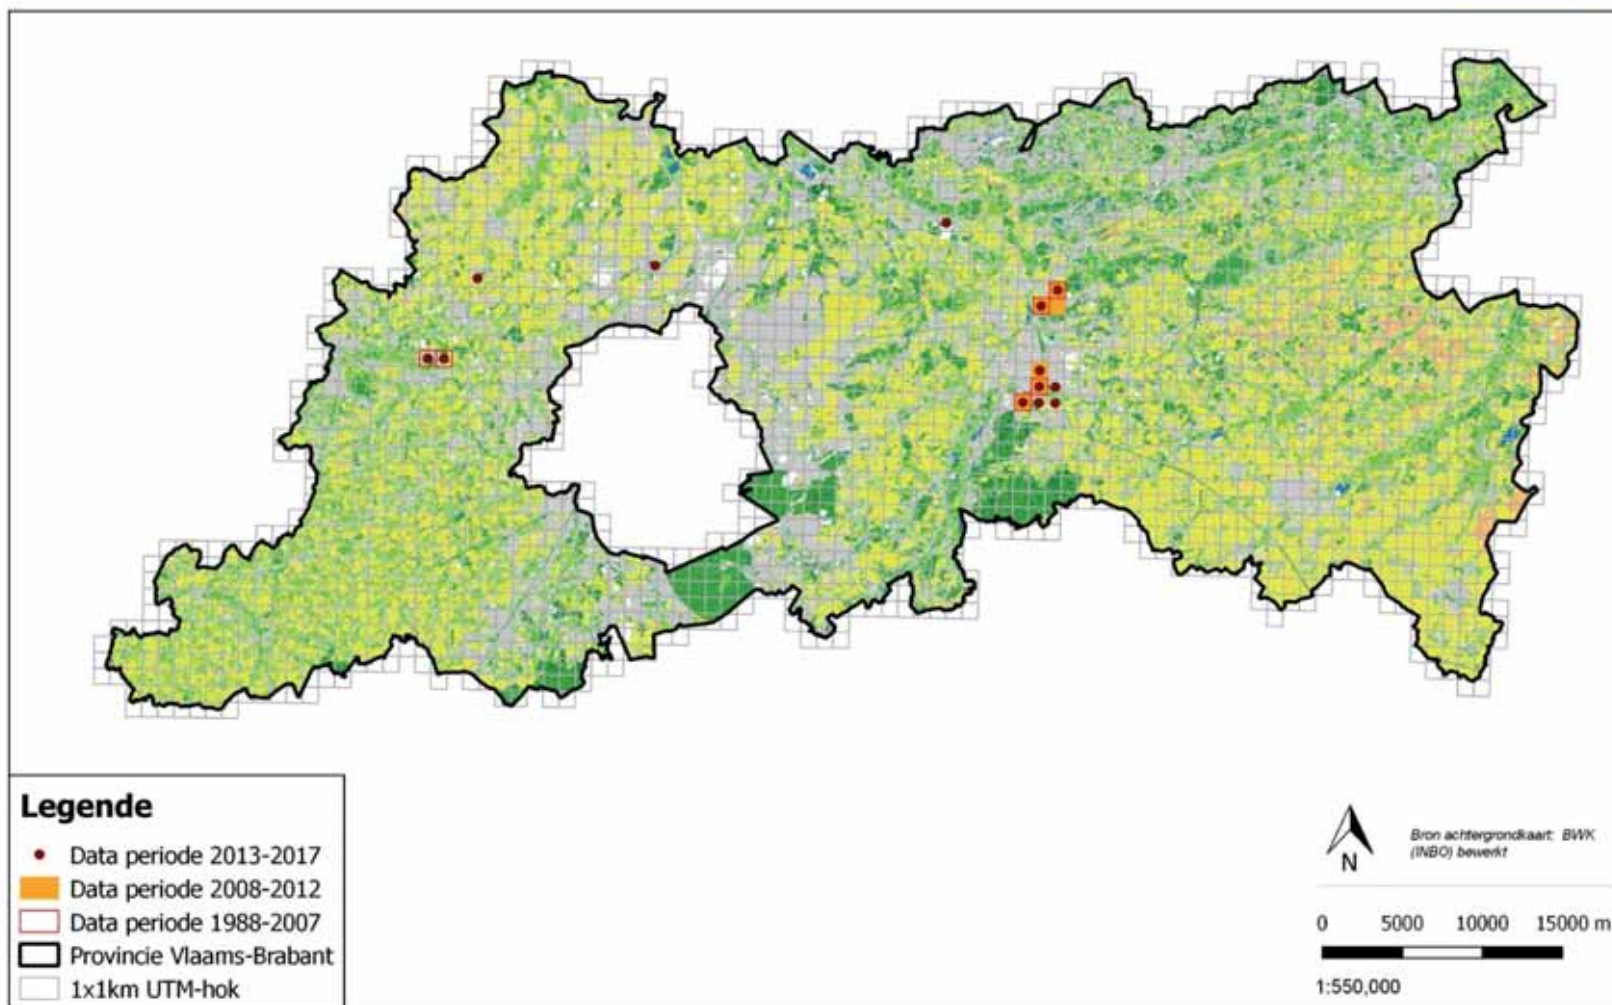 Legende
Data periode 2013-2017
Data periode 2008-2012
Data periode 1988-2007
Provincie Vlaams-Brabant
1x1km UTM-hok
N
Bron achtergrondkaart: BWK
(INBO) bewerkt
0 5000 10000 15000 m
1:550,000